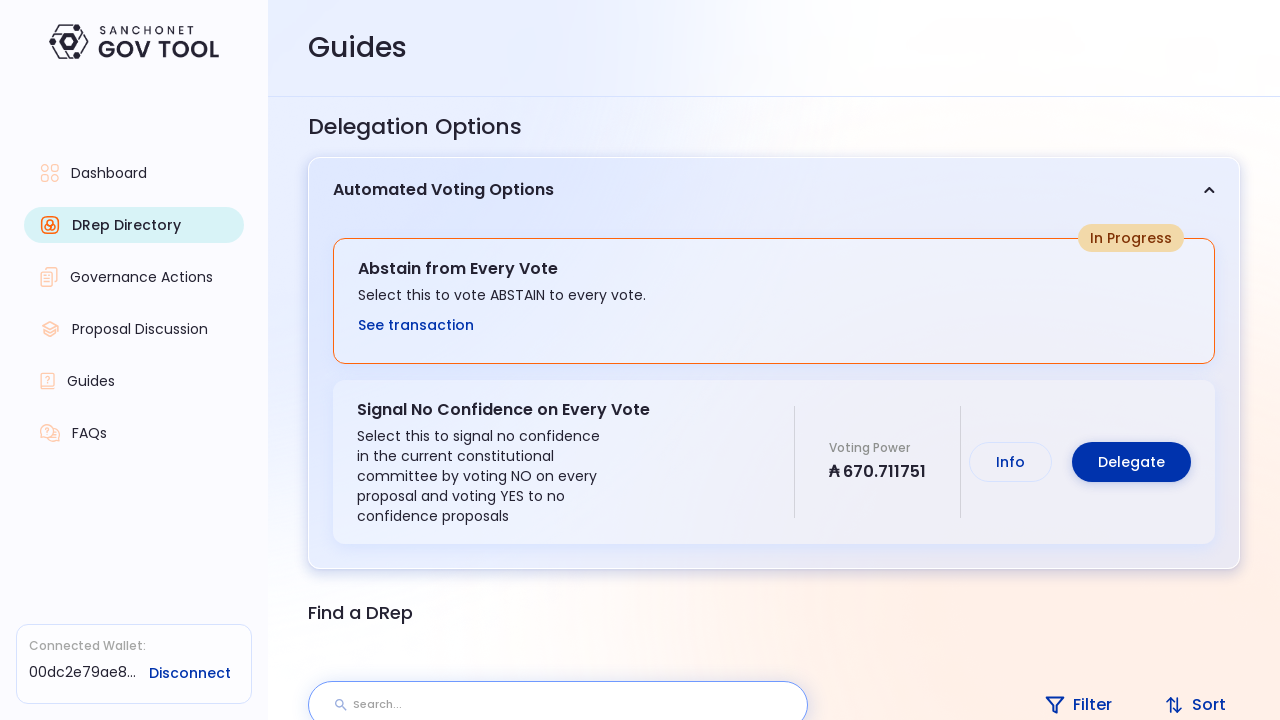 SANCHONET
GOV TOOL
Guides
Delegation Options
Dashboard
DRep Directory
Governance Actions
Proposal Discussion
Guides
FAQs
Automated Voting Options
In Progress
Abstain from Every Vote
Select this to vote ABSTAIN to every vote.
See transaction
Signal No Confidence on Every Vote
Select this to signal no confidence
in the current constitutional
committee by voting NO on every
proposal and voting YES to no
confidence proposals
Voting Power
₳ 670.711751
Info
Delegate
Find a DRep
Connected Wallet:
00dc2e79ae8...
Disconnect
Search...
Filter
Sort